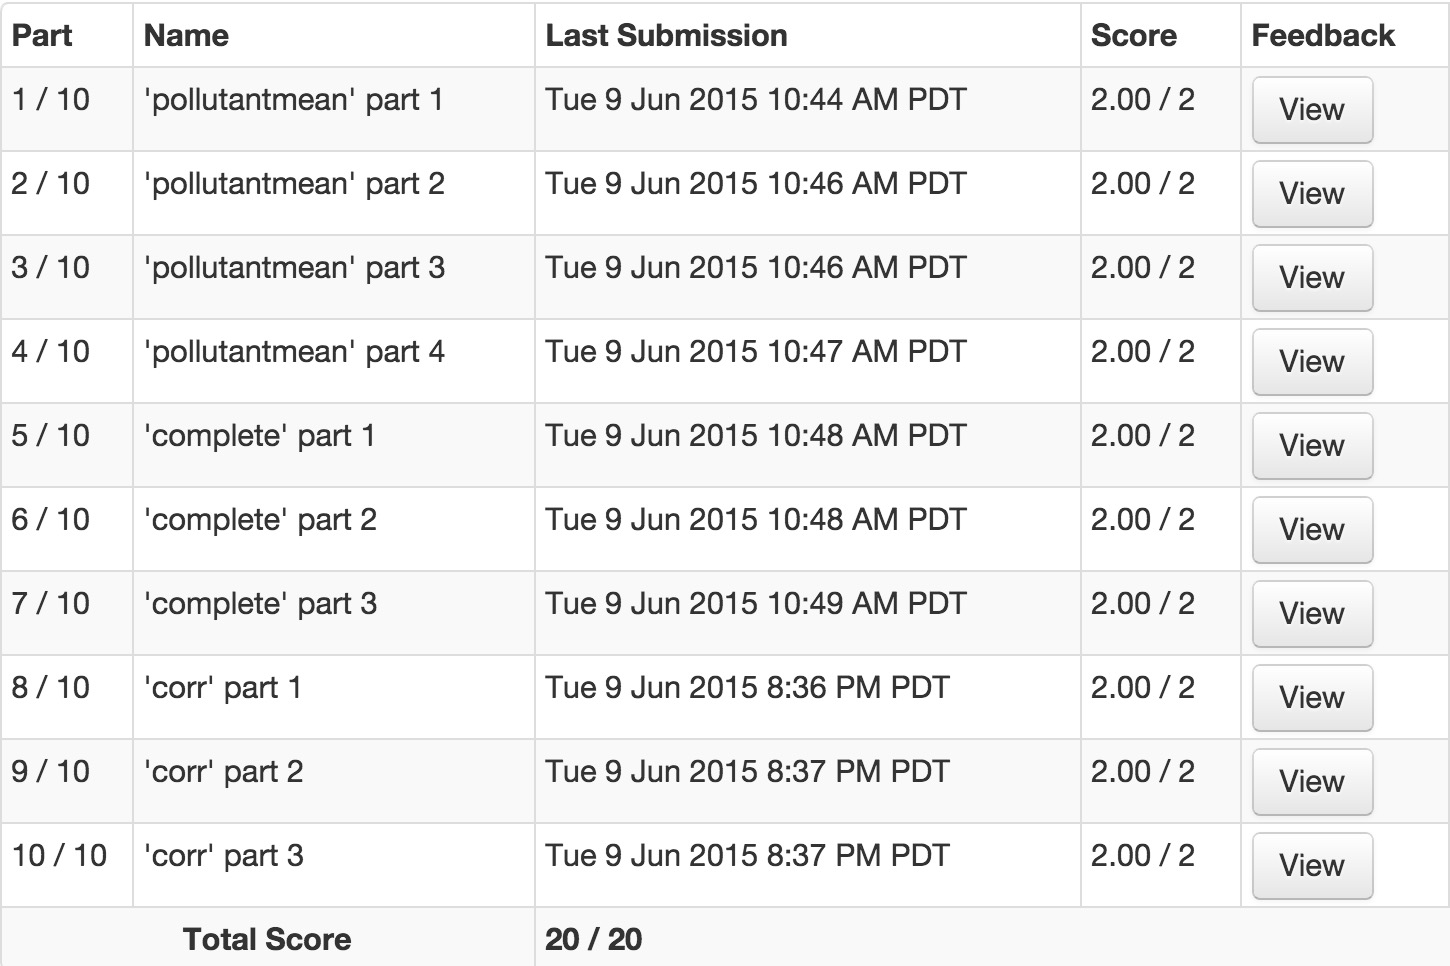 Part Name Last Submission Score Feedback
1 / 10 'pollutantmean' part 1 Tue 9 Jun 2015 10:44 AM PDT 2.00 / 2 View
2 / 10 'pollutantmean' part 2 Tue 9 Jun 2015 10:46 AM PDT 2.00 / 2 View
3 / 10 'pollutantmean' part 3 Tue 9 Jun 2015 10:46 AM PDT 2.00 / 2 View
4 / 10 'pollutantmean' part 4 Tue 9 Jun 2015 10:47 AM PDT 2.00 / 2 View
5 / 10 'complete' part 1 Tue 9 Jun 2015 10:48 AM PDT 2.00 / 2 View
6 / 10 'complete' part 2 Tue 9 Jun 2015 10:48 AM PDT 2.00 / 2 View
7 / 10 'complete' part 3 Tue 9 Jun 2015 10:49 AM PDT 2.00 / 2 View
8 / 10 'corr' part 1 Tue 9 Jun 2015 8:36 PM PDT 2.00 / 2 View
9 / 10 'corr' part 2 Tue 9 Jun 2015 8:37 PM PDT 2.00 / 2 View
10 / 10 'corr' part 3 Tue 9 Jun 2015 8:37 PM PDT 2.00 / 2 View
Total Score 20 / 20